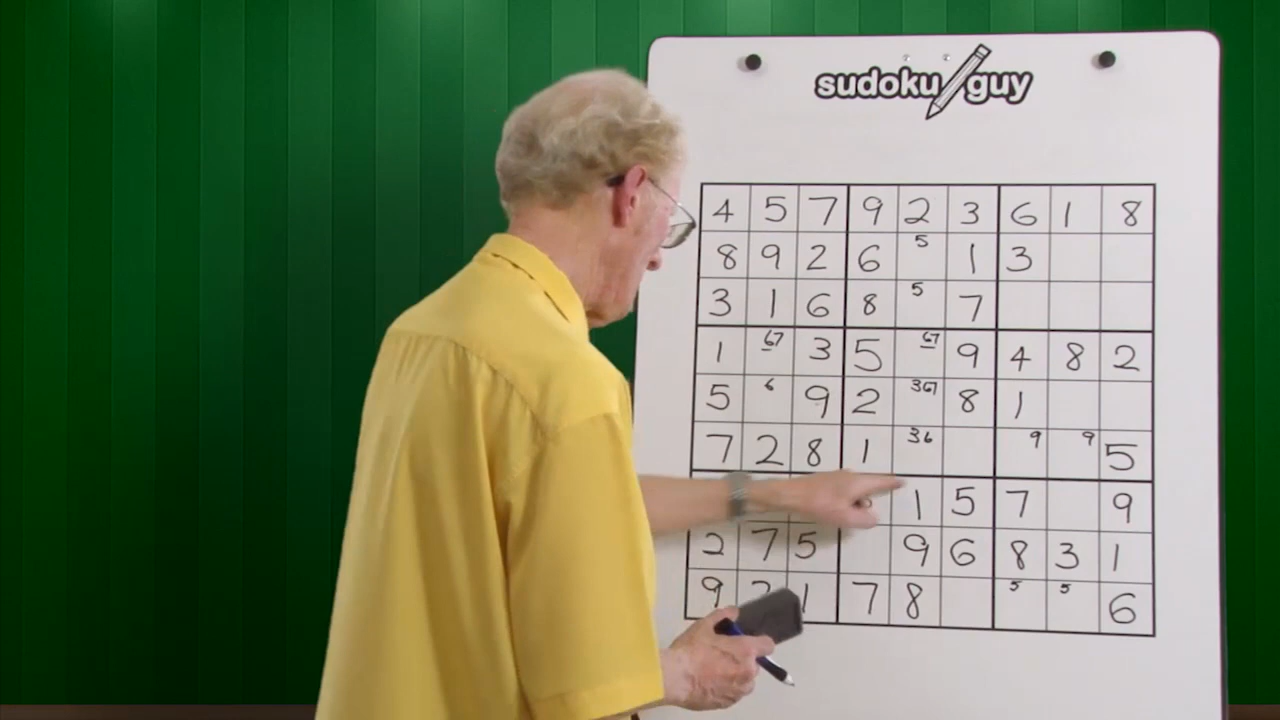 sudoku guy
4 5 7 9 2 3 6 1 8
8 9 2 6 5 1 3
3 1 6 8 5 7
1 67 3 5 67 9 4 8 2
5 6 9 2 367 8 1
7 2 8 1 36 9 9 5
1 5 7 9
2 7 5 9 6 8 3 1
9 1 7 8 5 5 6